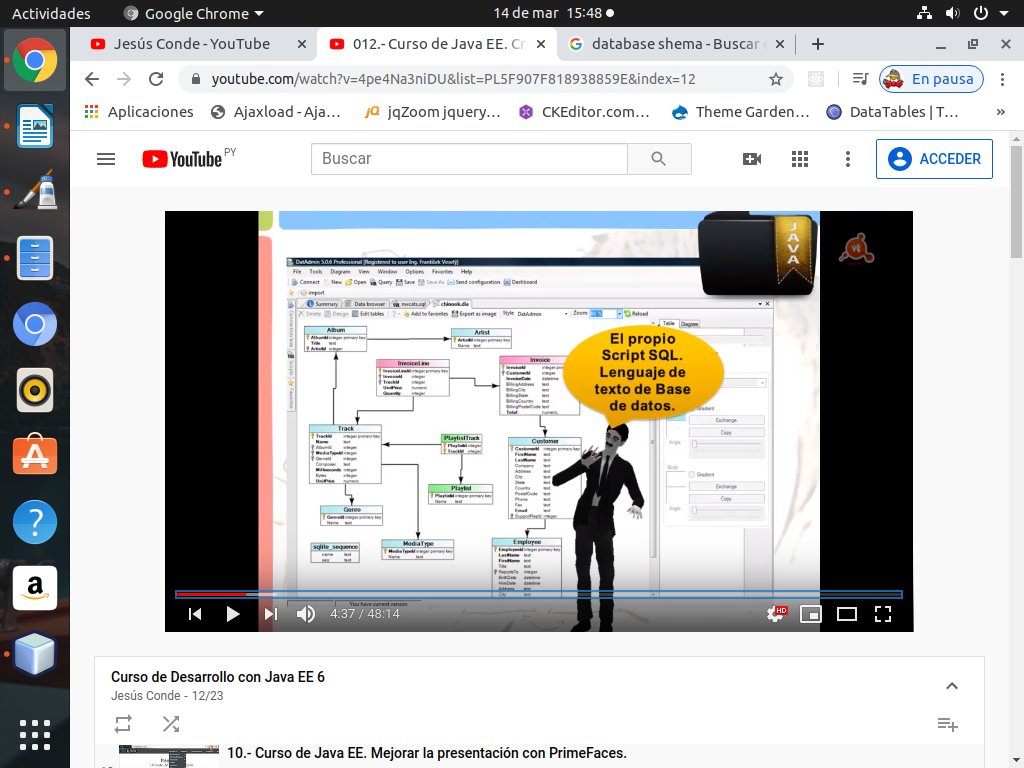 Actividades
Google Chrome
14 de mar 15:48
Jesús Conde - YouTube
012.- Curso de Java EE. Cr
database shema - Buscar c
youtube.com/watch?v=4pe4Na3niDU&list=PL5F907F818938859E&index=12
En pausa
Aplicaciones
Ajaxload - Aja...
jqZoom jquery...
CKEditor.com...
Theme Garden...
DataTables | T...
YouTube PY
Buscar
ACCEDER
JAVA
vt
DatAdmin 5.0.6 Professional [Registered to user Ing. František Veselý]
File Tools Diagram View Window Options Favorites Help
Connect New Open Query Save Save As Send configuration Dashboard
import
Summary Data browser nwcats.sql chinook.dia
Delete Design Edit tables Add to favorites Export as image Style DatAdmin Zoom Reload
Table Diagram
Album
AlbumId integer primary key
Title text
ArtistId integer
Artist
ArtistId integer primary key
Name text
InvoiceLine
InvoiceLineId integer primary key
InvoiceId integer
TrackId integer
UnitPrice numeric
Quantity integer
Invoice
InvoiceId integer primary key
CustomerId integer
InvoiceDate datetime
BillingAddress text
BillingCity text
BillingState text
BillingCountry text
BillingPostalCode text
Total numeric
El propio
Script SQL.
Lenguaje de
texto de Base
de datos.
Gradient
Exchange
Copy
Angle
Body
Gradient
Exchange
Copy
Angle
Track
TrackId integer primary key
Name text
AlbumId integer
MediaTypeId integer
GenreId integer
Composer text
Milliseconds integer
Bytes integer
UnitPrice numeric
PlaylistTrack
PlaylistId integer
TrackId integer
Customer
CustomerId integer primary key
FirstName text
LastName text
Company text
Address text
City text
State text
Country text
PostalCode text
Phone text
Fax text
Email text
SupportRepId integer
Playlist
PlaylistId integer primary key
Name text
Genre
GenreId integer primary key
Name text
sqlite_sequence
name text
seq text
MediaType
MediaTypeId integer primary key
Name text
Employee
EmployeeId integer primary key
LastName text
FirstName text
Title text
ReportsTo integer
BirthDate datetime
HireDate datetime
Address text
City text
You have current version
4:37 / 48:14
HD
Curso de Desarrollo con Java EE 6
Jesús Conde - 12/23
10.- Curso de Java EE. Mejorar la presentación con PrimeFaces.